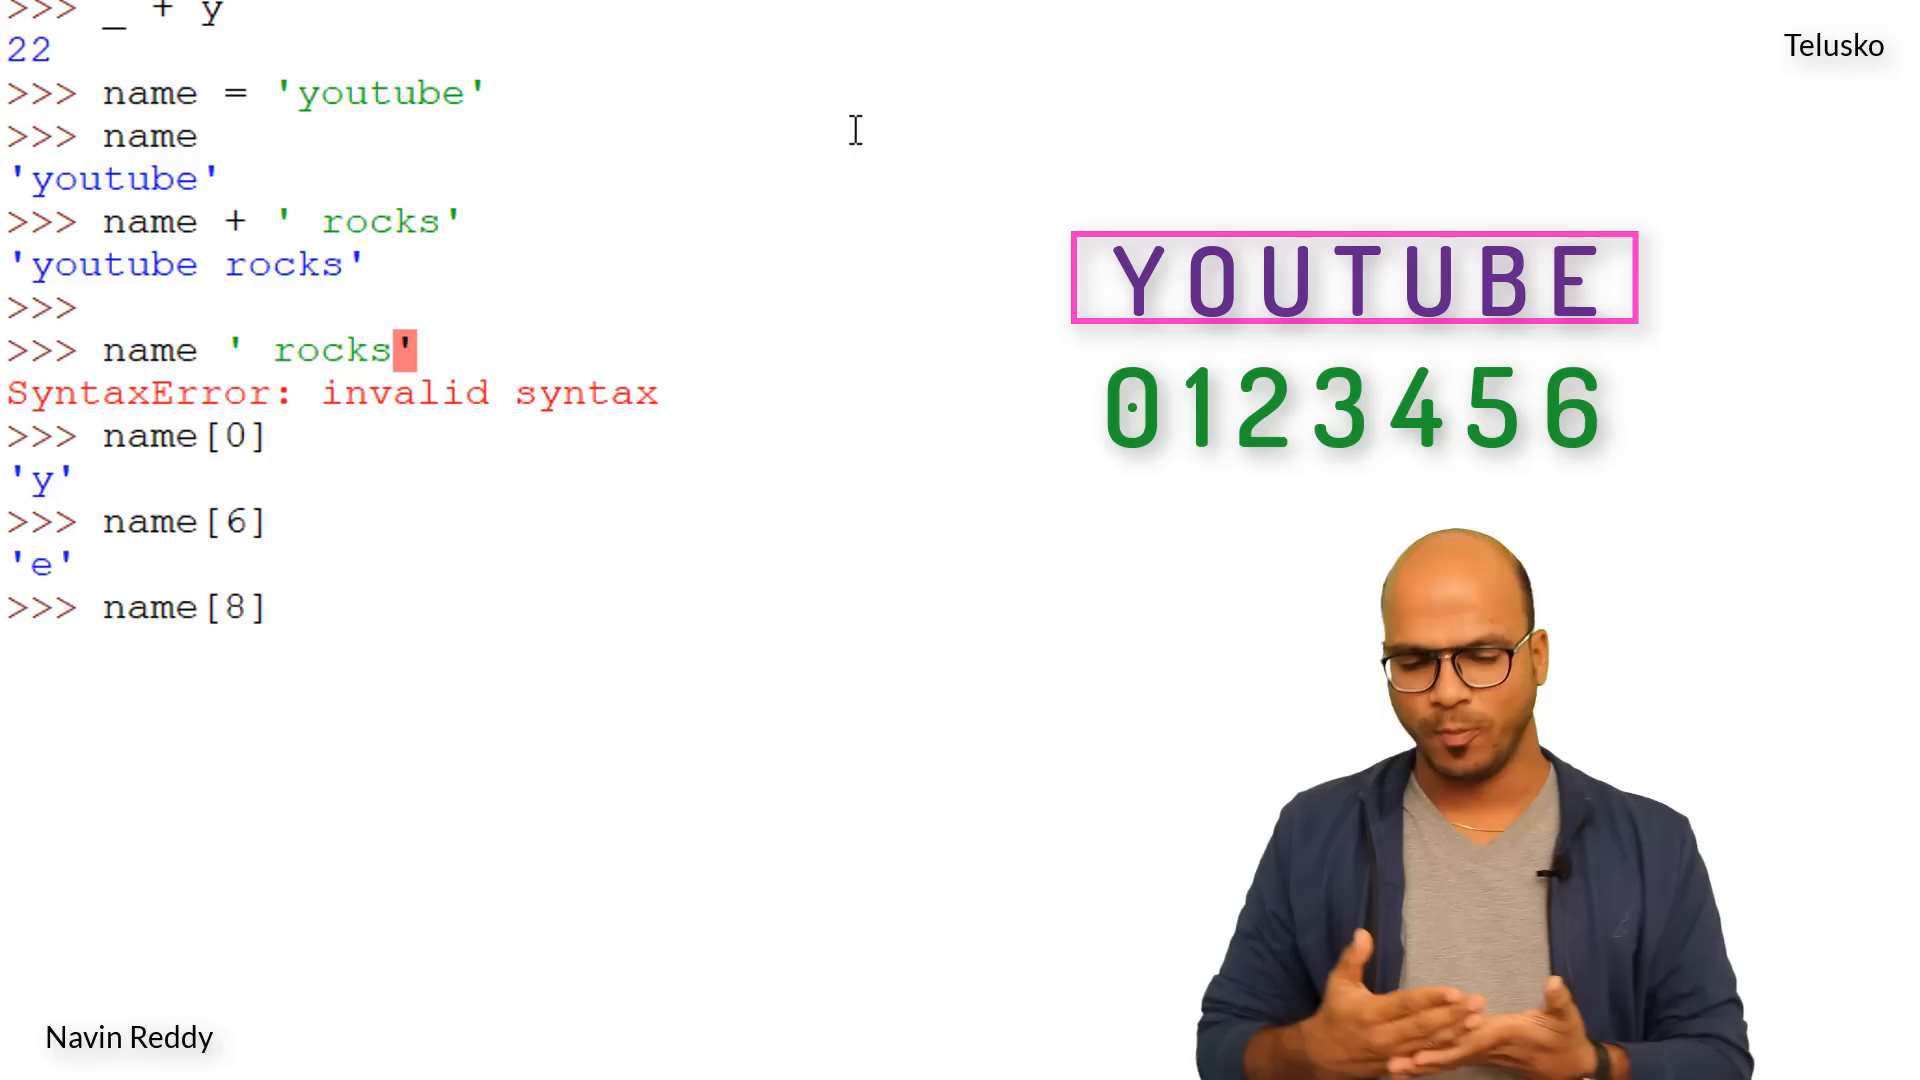 >>> _ + y
22
>>> name = 'youtube'
>>> name
'youtube'
>>> name + ' rocks'
'youtube rocks'
>>>
>>> name ' rocks'
SyntaxError: invalid syntax
>>> name[0]
'y'
>>> name[6]
'e'
>>> name[8]
Telusko
YOUTUBE
0123456
Navin Reddy